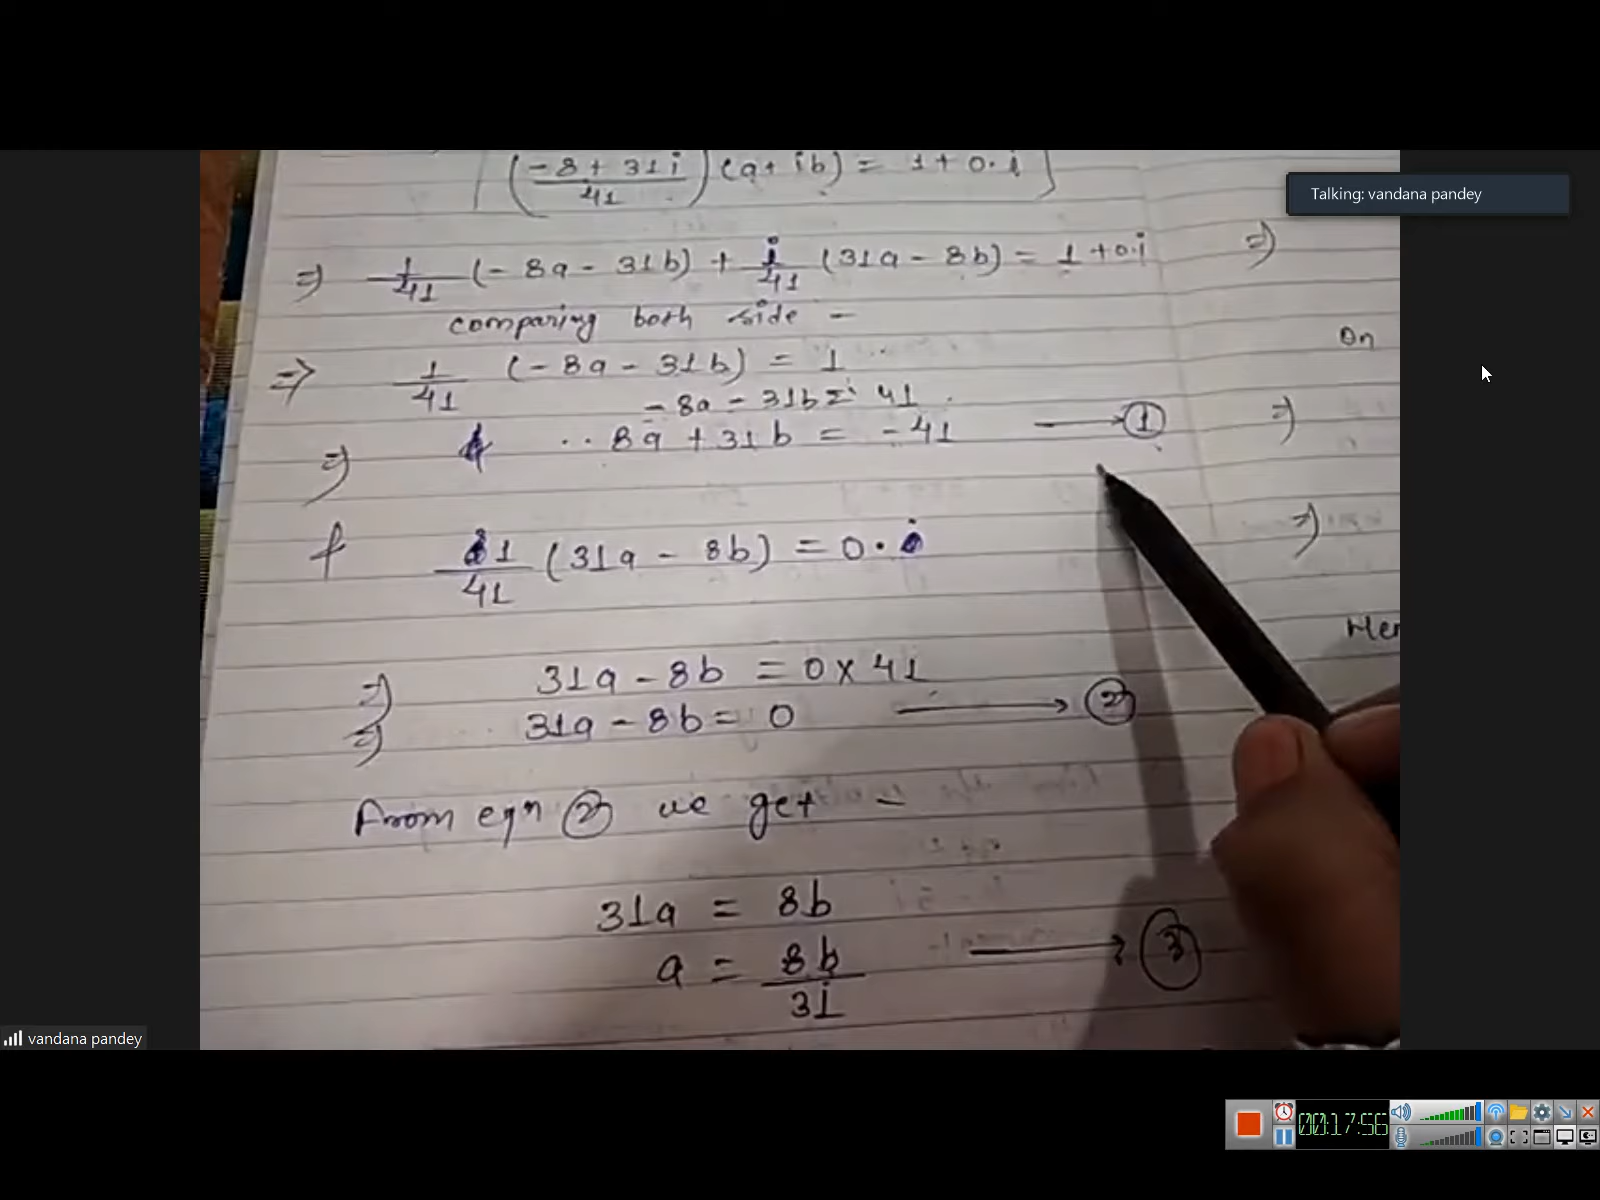 (-8 + 31i / 41) (a + ib) = 1 + 0·i
Talking: vandana pandey
⇒ 1/41 (-8a - 31b) + i/41 (31a - 8b) = 1 + 0·i ⇒
comparing both side -
On
⇒ 1/41 (-8a - 31b) = 1
-8a - 31b = 41
⇒ 8a + 31b = -41 → ① ⇒
1/41 (31a - 8b) = 0· ⇒
⇒ 31a - 8b = 0 x 41
⇒ 31a - 8b = 0 → ②
From eqn ② we get -
31a = 8b
a = 8b/31 → ③
vandana pandey
00:17:56